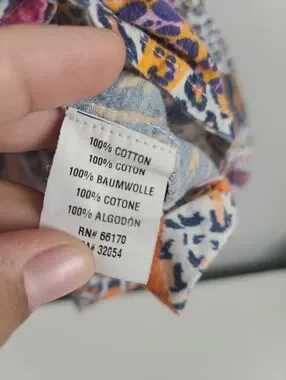 100% COTTON
100% COTON
100% BAUMWOLLE
100% COTONE
100% ALGODÓN
RN# 66170
A# 32054